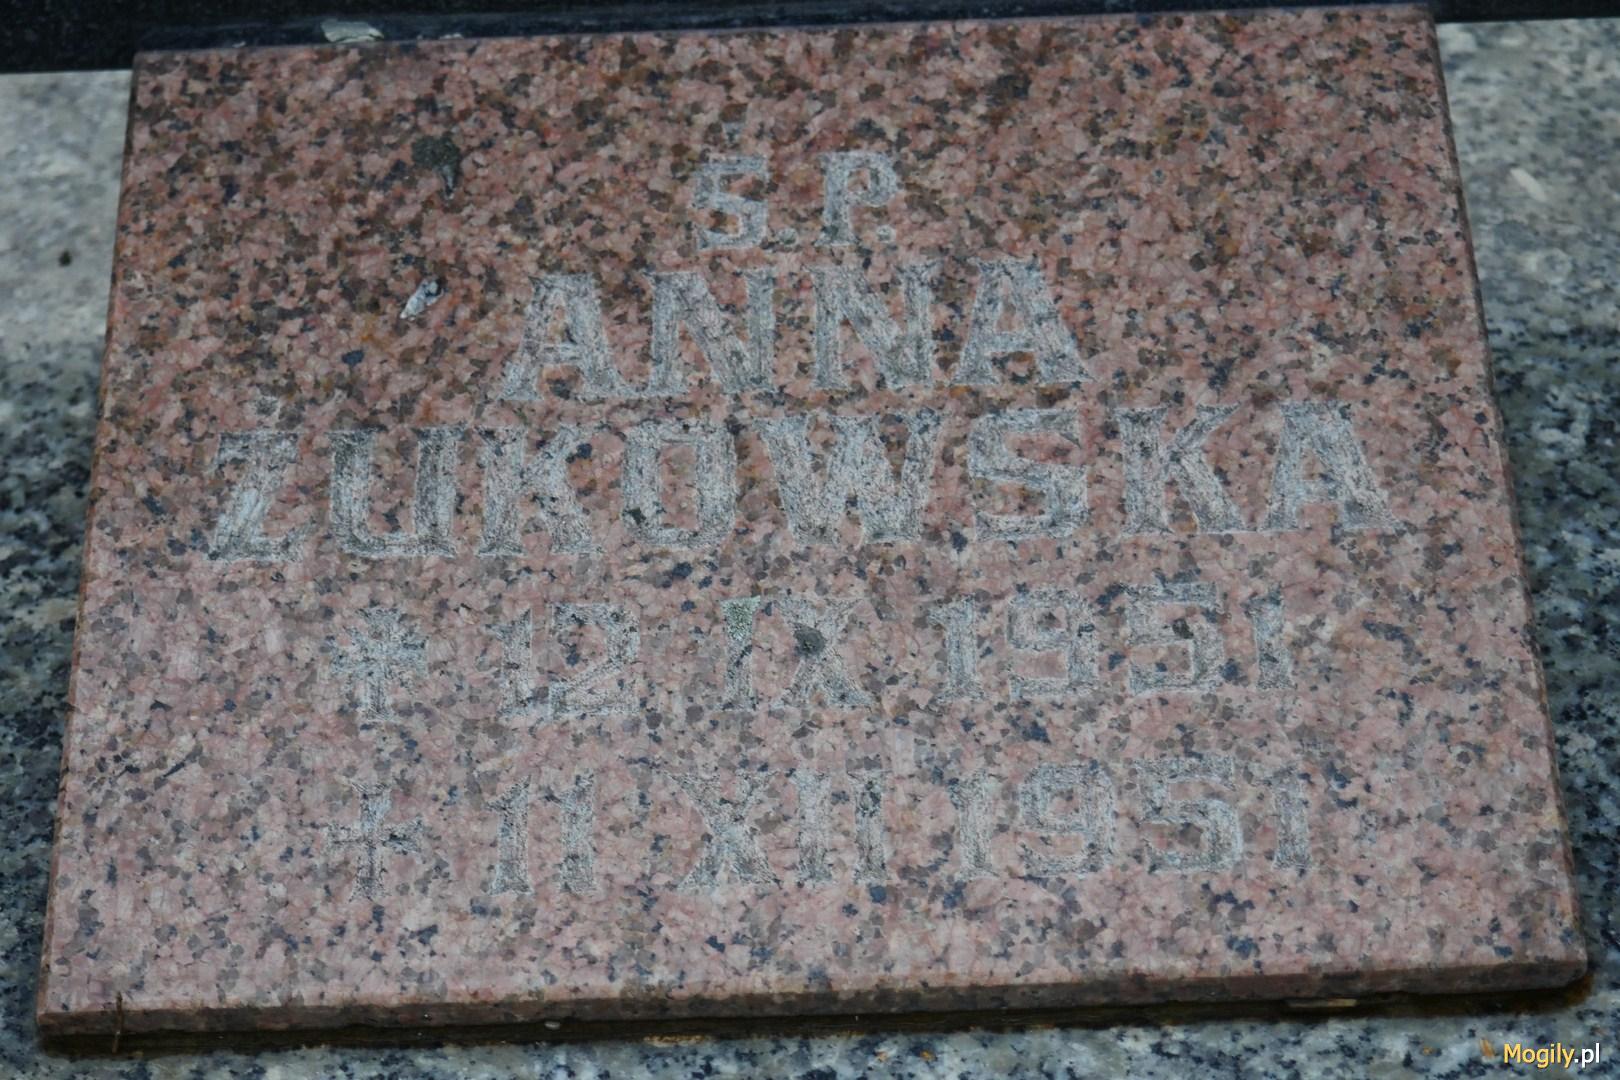 Ś.P.
ANNA
ŻUKOWSKA
12 IX 1951
✝ 11 XII 1951
Mogily.pl